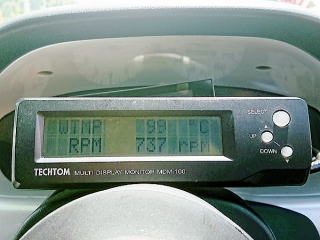 WTMP 99 C
RPM 737 rpm
SELECT
UP
DOWN
TECHTOM MULTI DISPLAY MONITOR MDM-100